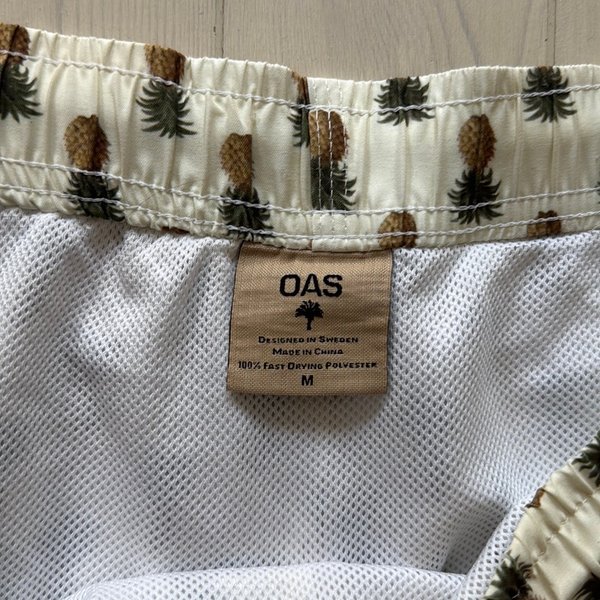 OAS
DESIGNED IN SWEDEN
MADE IN CHINA
100% FAST DRYING POLYESTER
M